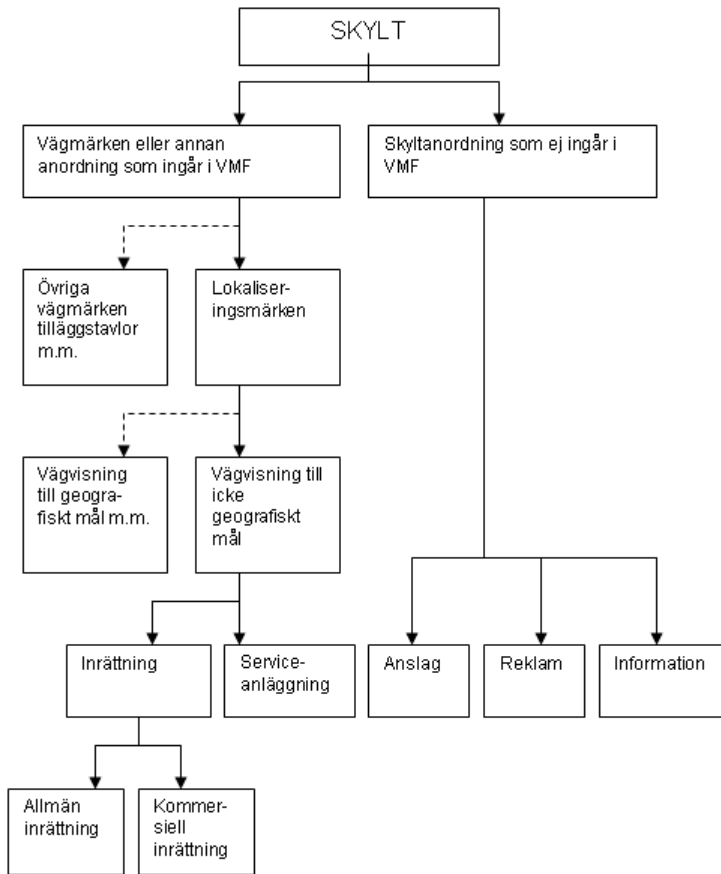 SKYLT
Vägmärken eller annan
anordning som ingår i VMF
Skyltanordning som ej ingår i
VMF
Övriga
vägmärken
tilläggstavlor
m.m.
Lokaliser-
ingsmärken
Vägvisning
till geogra-
fiskt mål m.m.
Vägvisning till
icke
geografiskt
mål
Inrättning
Service-
anläggning
Anslag
Reklam
Information
Allmän
inrättning
Kommer-
siell
inrättning